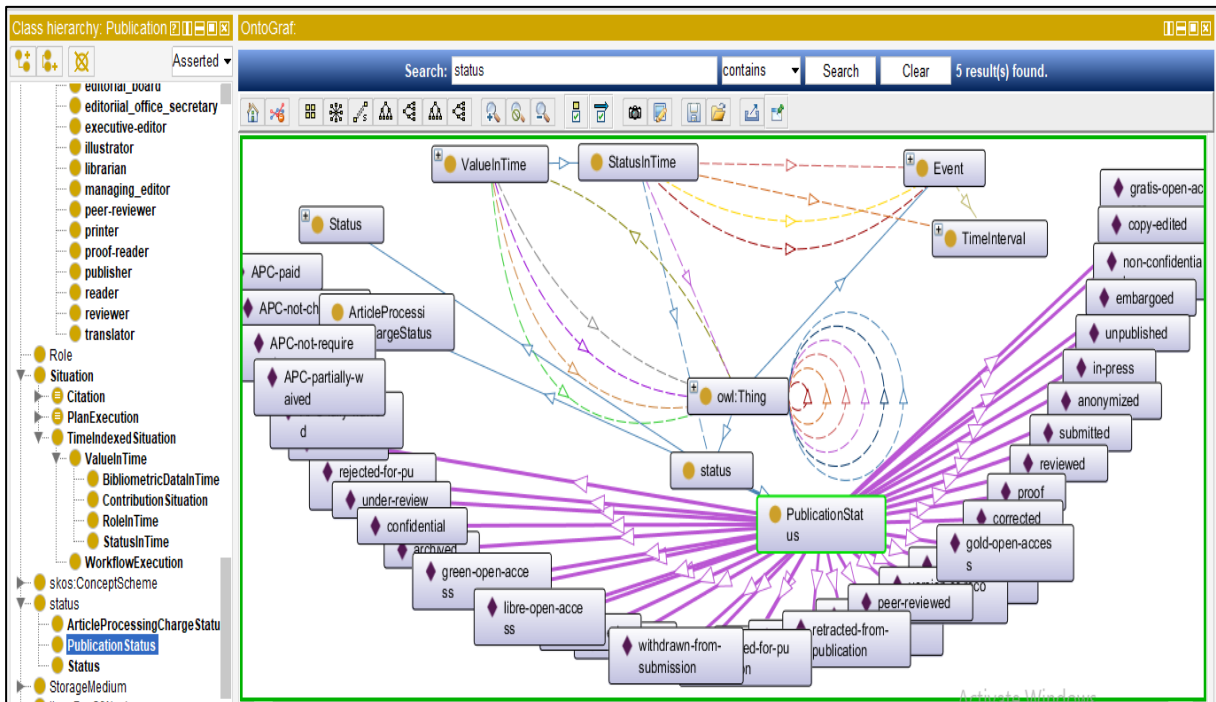 Class hierarchy: Publication
Asserted
editorial_board
editoriial_office_secretary
executive-editor
illustrator
librarian
managing_editor
peer-reviewer
printer
proof-reader
publisher
reader
reviewer
translator
Role
Situation
Citation
PlanExecution
TimeIndexedSituation
ValueInTime
BibliometricDataInTime
ContributionSituation
RoleInTime
StatusInTime
WorkflowExecution
skos:ConceptScheme
status
ArticleProcessingChargeStatu
PublicationStatus
Status
StorageMedium
OntoGraf:
Search: status contains Search Clear 5 result(s) found.
ValueInTime
StatusInTime
Event
TimeInterval
Status
APC-paid
APC-not-ch
ArticleProcessi
argeStatus
APC-not-require
APC-partially-w
aived
d
owl:Thing
status
PublicationStat
us
rejected-for-pu
under-review
confidential
archived
green-open-acce
ss
libre-open-acce
ss
withdrawn-from-
submission
ed-for-pu
n
retracted-from-
publication
peer-reviewed
gratis-open-ac
copy-edited
non-confidentia
embargoed
unpublished
in-press
anonymized
submitted
reviewed
proof
corrected
gold-open-acces
s
Activate Windows